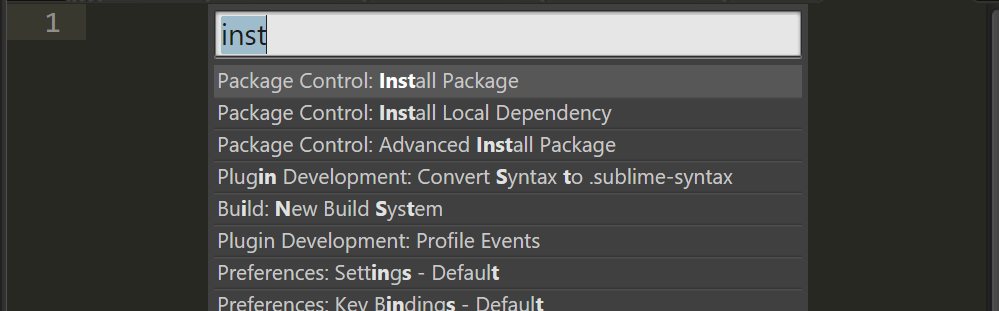 1
inst
Package Control: Install Package
Package Control: Install Local Dependency
Package Control: Advanced Install Package
Plugin Development: Convert Syntax to .sublime-syntax
Build: New Build System
Plugin Development: Profile Events
Preferences: Settings - Default
Preferences: Key Bindings - Default